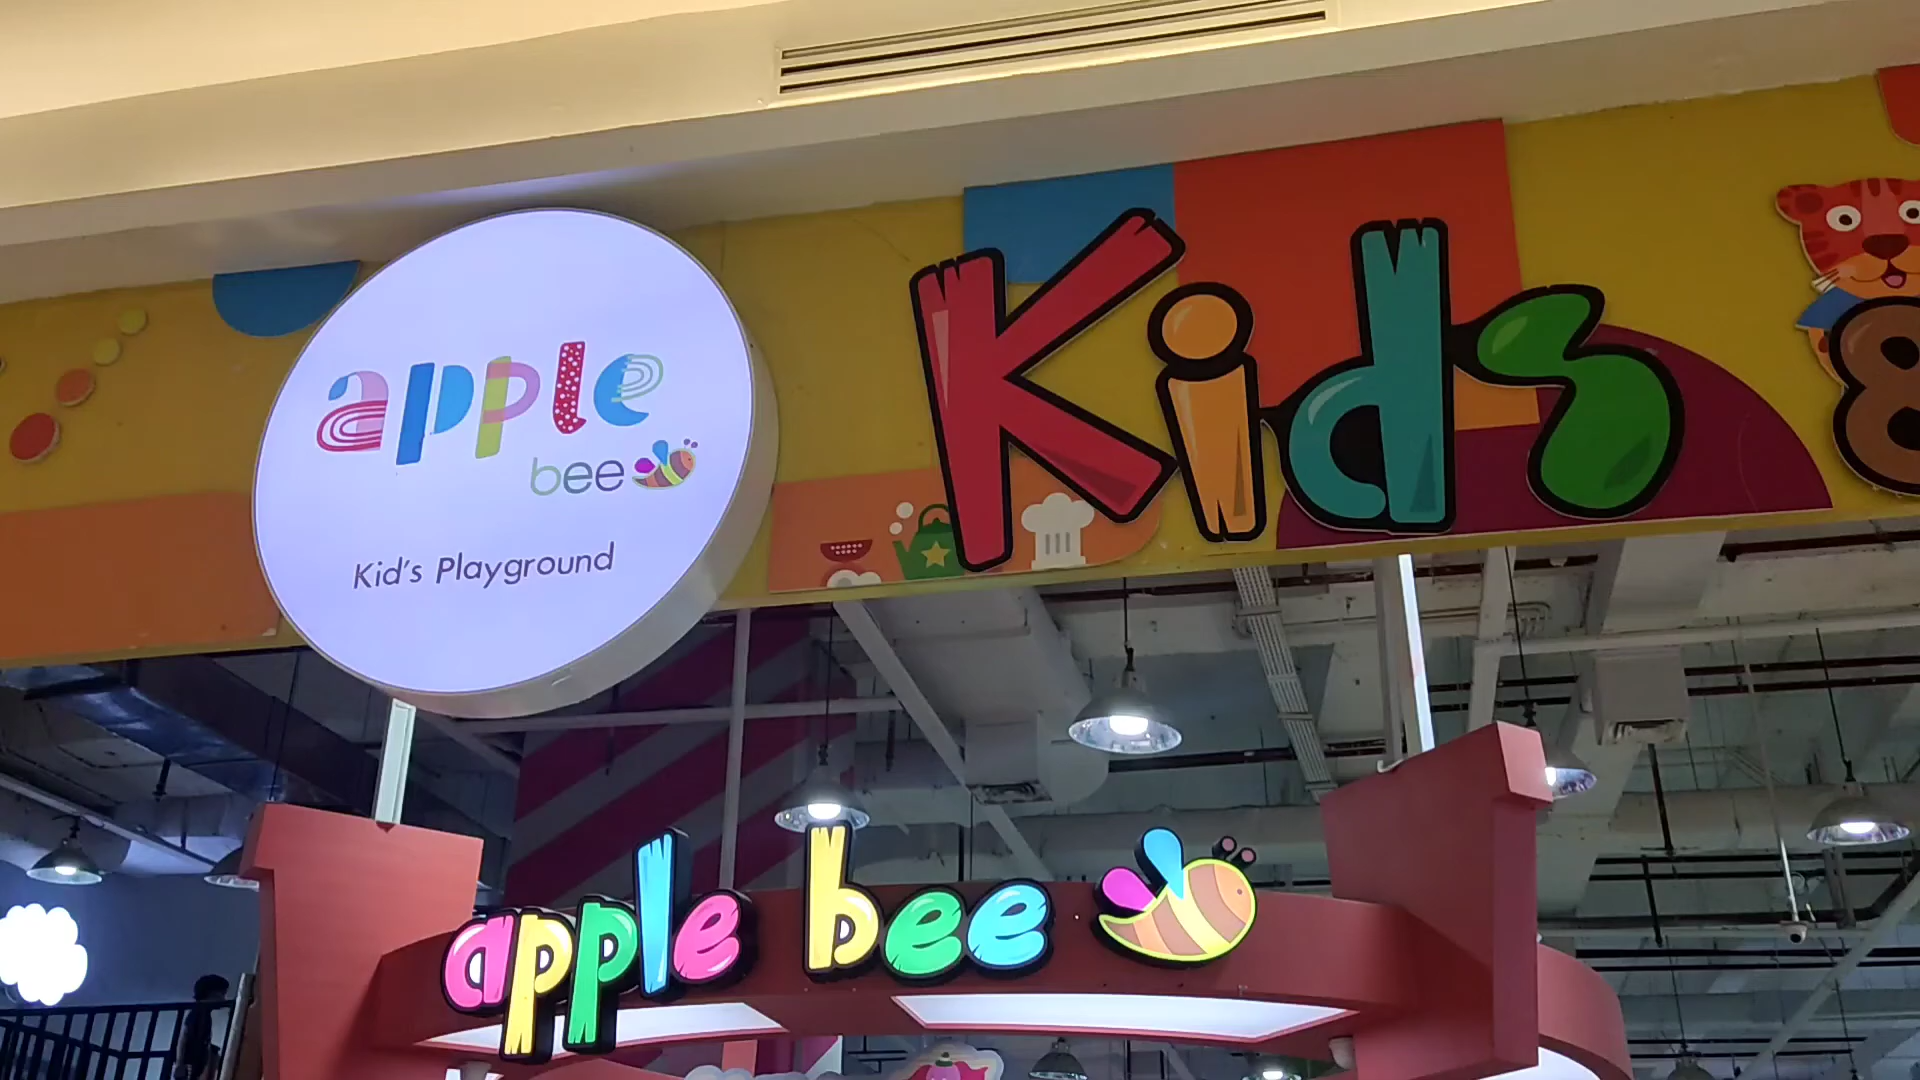 apple
bee
Kid's Playground
Kids
apple bee